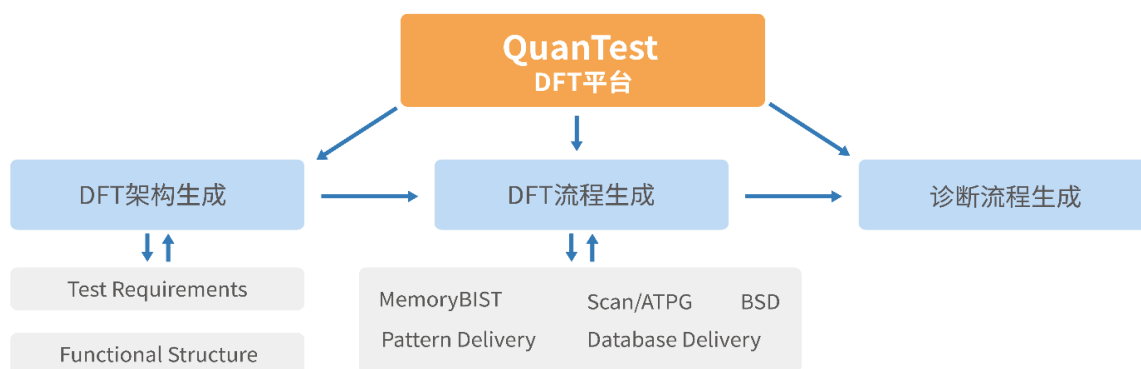 QuanTest
DFT平台
DFT架构生成
DFT流程生成
诊断流程生成
Test Requirements
Functional Structure
MemoryBIST
Scan/ATPG
BSD
Pattern Delivery
Database Delivery